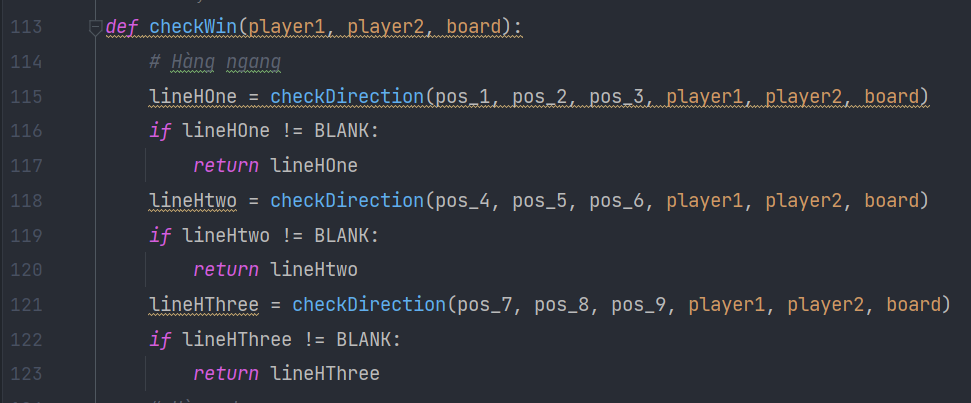 113 def checkWin(player1, player2, board):
114 # Hàng ngang
115 lineHOne = checkDirection(pos_1, pos_2, pos_3, player1, player2, board)
116 if lineHOne != BLANK:
117 return lineHOne
118 lineHtwo = checkDirection(pos_4, pos_5, pos_6, player1, player2, board)
119 if lineHtwo != BLANK:
120 return lineHtwo
121 lineHThree = checkDirection(pos_7, pos_8, pos_9, player1, player2, board)
122 if lineHThree != BLANK:
123 return lineHThree